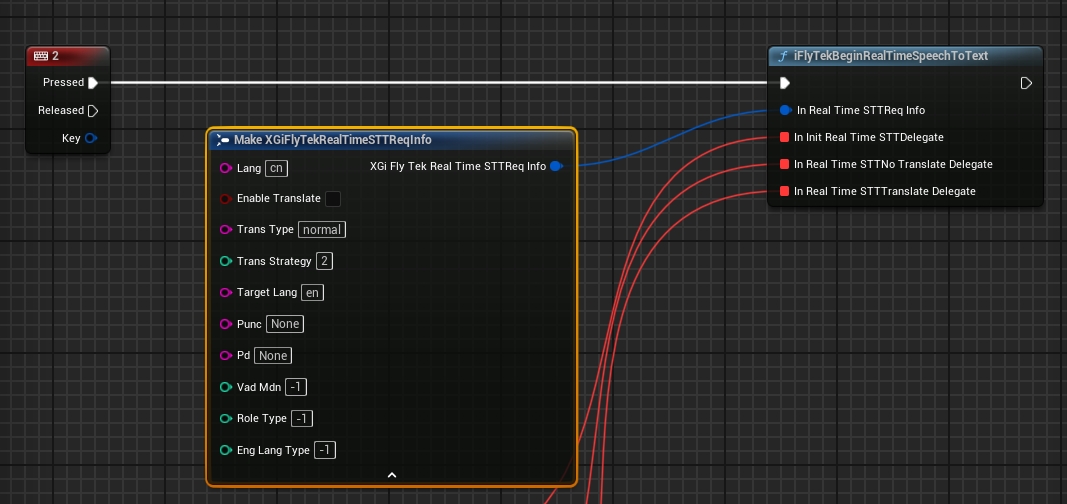 2
Pressed
Released
Key
Make XGiFlyTekRealTimeSTTReqInfo
Lang cn
XGi Fly Tek Real Time STTReq Info
Enable Translate
Trans Type normal
Trans Strategy 2
Target Lang en
Punc None
Pd None
Vad Mdn -1
Role Type -1
Eng Lang Type -1
f iFlyTekBeginRealTimeSpeechToText
In Real Time STTReq Info
In Init Real Time STTDelegate
In Real Time STTNo Translate Delegate
In Real Time STTTranslate Delegate